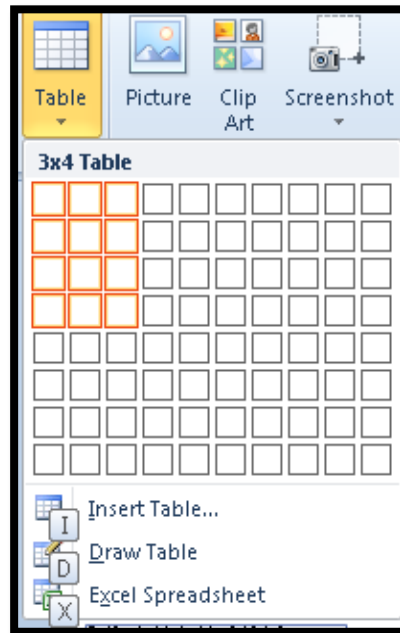 Table Picture Clip Art Screenshot
3x4 Table
I Insert Table...
D Draw Table
X Excel Spreadsheet